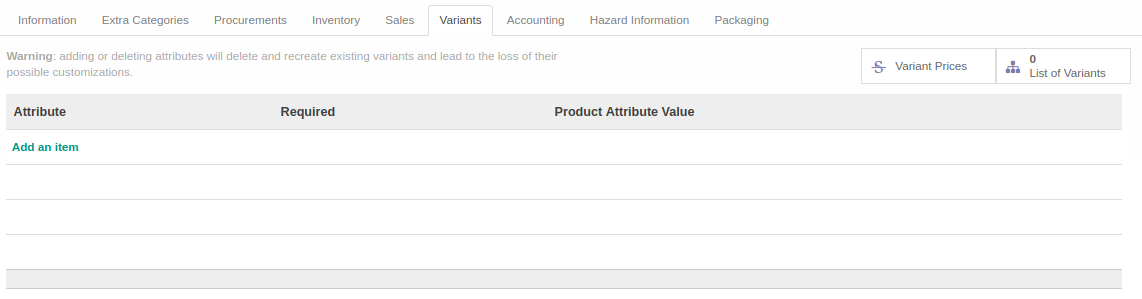 Information Extra Categories Procurements Inventory Sales Variants Accounting Hazard Information Packaging
Warning: adding or deleting attributes will delete and recreate existing variants and lead to the loss of their
possible customizations.
Variant Prices
0
List of Variants
Attribute Required Product Attribute Value
Add an item